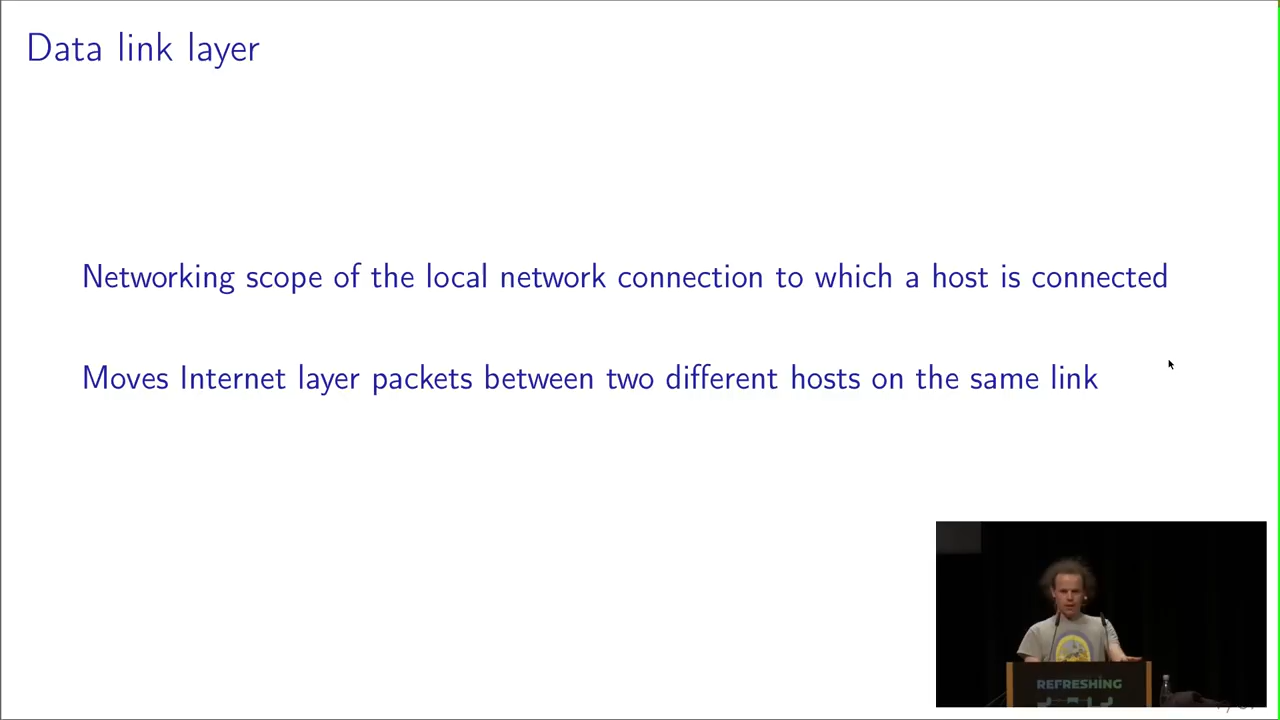 Data link layer
Networking scope of the local network connection to which a host is connected
Moves Internet layer packets between two different hosts on the same link
REFRESHING